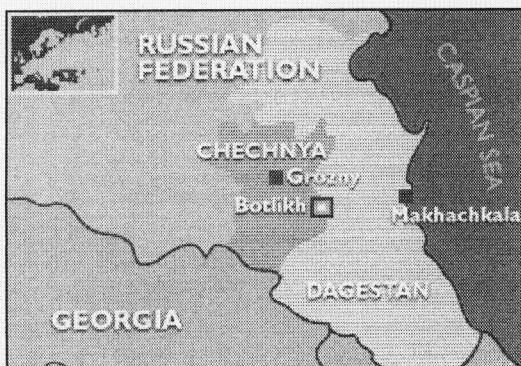 RUSSIAN
FEDERATION
CASPIAN SEA
CHECHNYA
Grozny
Botlikh
Makhachkala
DAGESTAN
GEORGIA